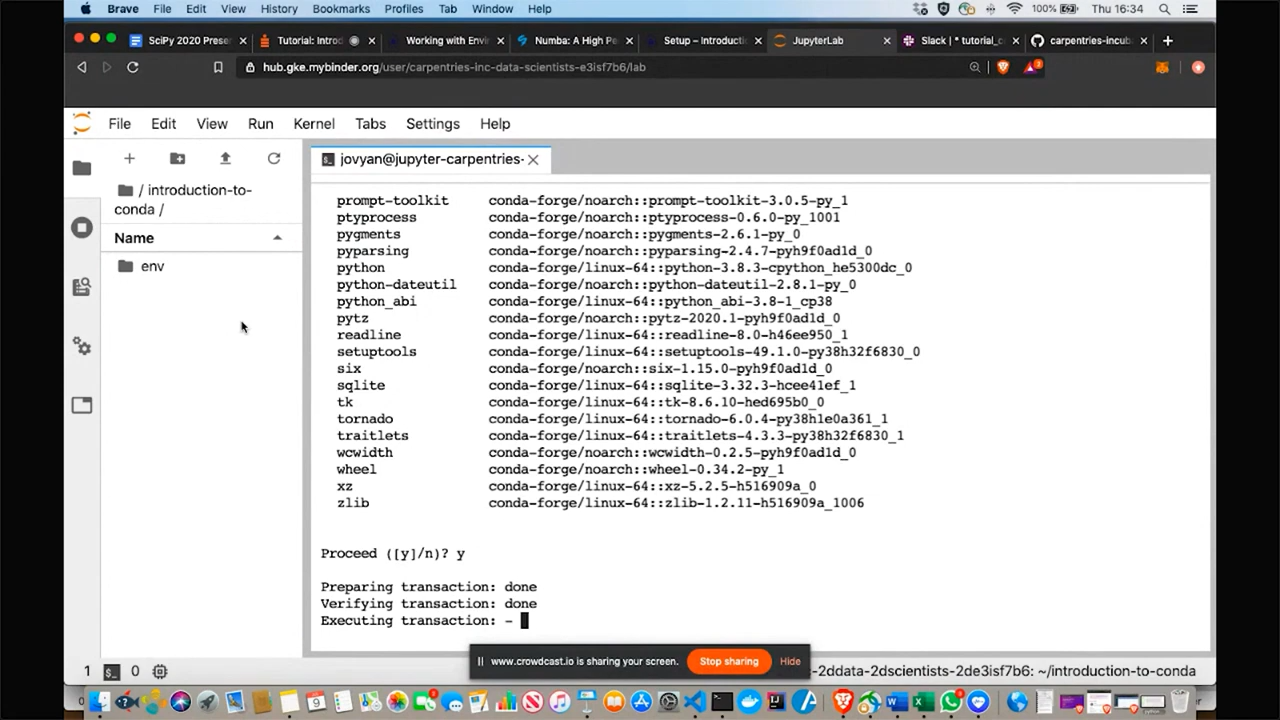 Brave File Edit View History Bookmarks Profiles Tab Window Help 100% Thu 16:34
SciPy 2020 Prese Tutorial: Introd Working with Envir Numba: A High Pe Setup – Introductio JupyterLab Slack | * tutorial_c carpentries-incub
hub.gke.mybinder.org/user/carpentries-inc-data-scientists-e3isf7b6/lab
File Edit View Run Kernel Tabs Settings Help
jovyan@jupyter-carpentries-
/ introduction-to-
conda /
Name
env
prompt-toolkit conda-forge/noarch::prompt-toolkit-3.0.5-py_1
ptyprocess conda-forge/noarch::ptyprocess-0.6.0-py_1001
pygments conda-forge/noarch::pygments-2.6.1-py_0
pyparsing conda-forge/noarch::pyparsing-2.4.7-pyh9f0ad1d_0
python conda-forge/linux-64::python-3.8.3-cpython_he5300dc_0
python-dateutil conda-forge/noarch::python-dateutil-2.8.1-py_0
python_abi conda-forge/linux-64::python_abi-3.8-1_cp38
pytz conda-forge/noarch::pytz-2020.1-pyh9f0ad1d_0
readline conda-forge/linux-64::readline-8.0-h46ee950_1
setuptools conda-forge/linux-64::setuptools-49.1.0-py38h32f6830_0
six conda-forge/noarch::six-1.15.0-pyh9f0ad1d_0
sqlite conda-forge/linux-64::sqlite-3.32.3-hcee41ef_1
tk conda-forge/linux-64::tk-8.6.10-hed695b0_0
tornado conda-forge/linux-64::tornado-6.0.4-py38h1e0a361_1
traitlets conda-forge/linux-64::traitlets-4.3.3-py38h32f6830_1
wcwidth conda-forge/noarch::wcwidth-0.2.5-pyh9f0ad1d_0
wheel conda-forge/noarch::wheel-0.34.2-py_1
xz conda-forge/linux-64::xz-5.2.5-h516909a_0
zlib conda-forge/linux-64::zlib-1.2.11-h516909a_1006
Proceed ([y]/n)? y
Preparing transaction: done
Verifying transaction: done
Executing transaction: -
www.crowdcast.io is sharing your screen. Stop sharing Hide
1 0 -2ddata-2dscientists-2de3isf7b6: ~/introduction-to-conda